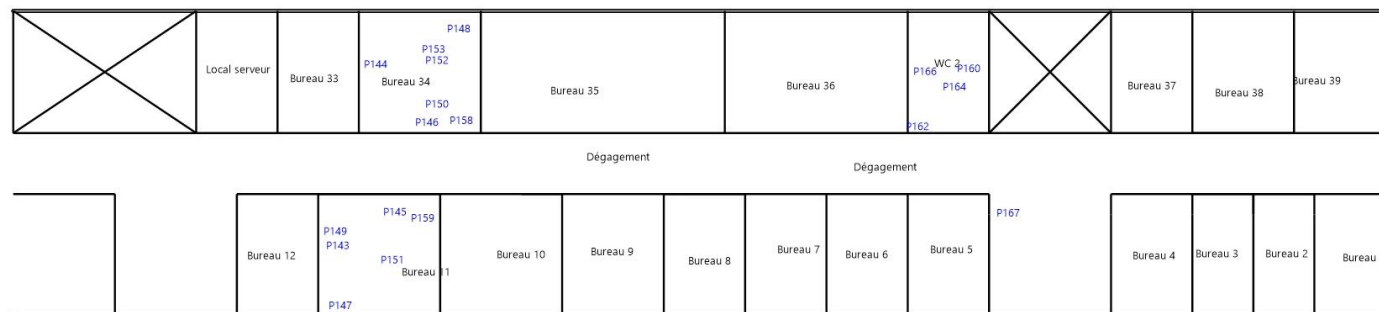 P148
P153
P152
P144
Local serveur
Bureau 33
Bureau 34
P150
P146
P158
Bureau 35
Bureau 36
WC 2
P166
P160
P164
P162
Bureau 37
Bureau 38
Bureau 39
Dégagement
Dégagement
Bureau 12
P145
P159
P149
P143
P151
Bureau 11
P147
Bureau 10
Bureau 9
Bureau 8
Bureau 7
Bureau 6
Bureau 5
P167
Bureau 4
Bureau 3
Bureau 2
Bureau